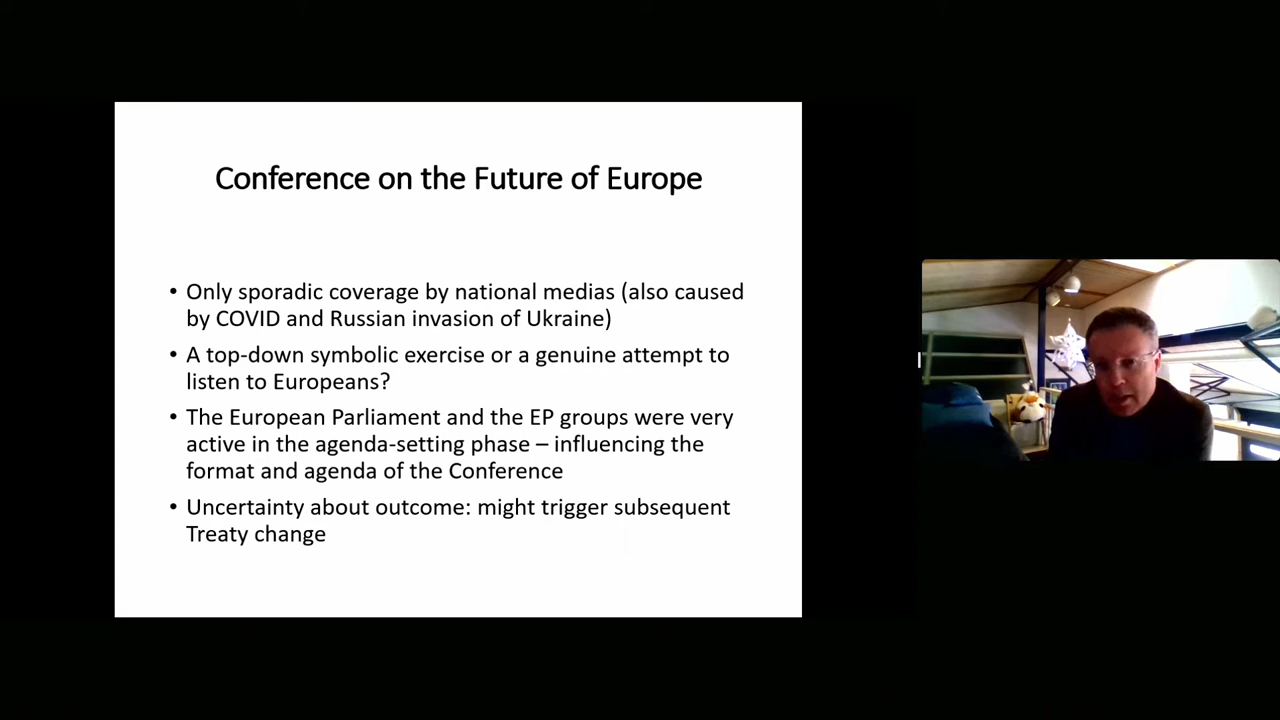 Conference on the Future of Europe
• Only sporadic coverage by national medias (also caused
by COVID and Russian invasion of Ukraine)
• A top-down symbolic exercise or a genuine attempt to
listen to Europeans?
• The European Parliament and the EP groups were very
active in the agenda-setting phase – influencing the
format and agenda of the Conference
• Uncertainty about outcome: might trigger subsequent
Treaty change